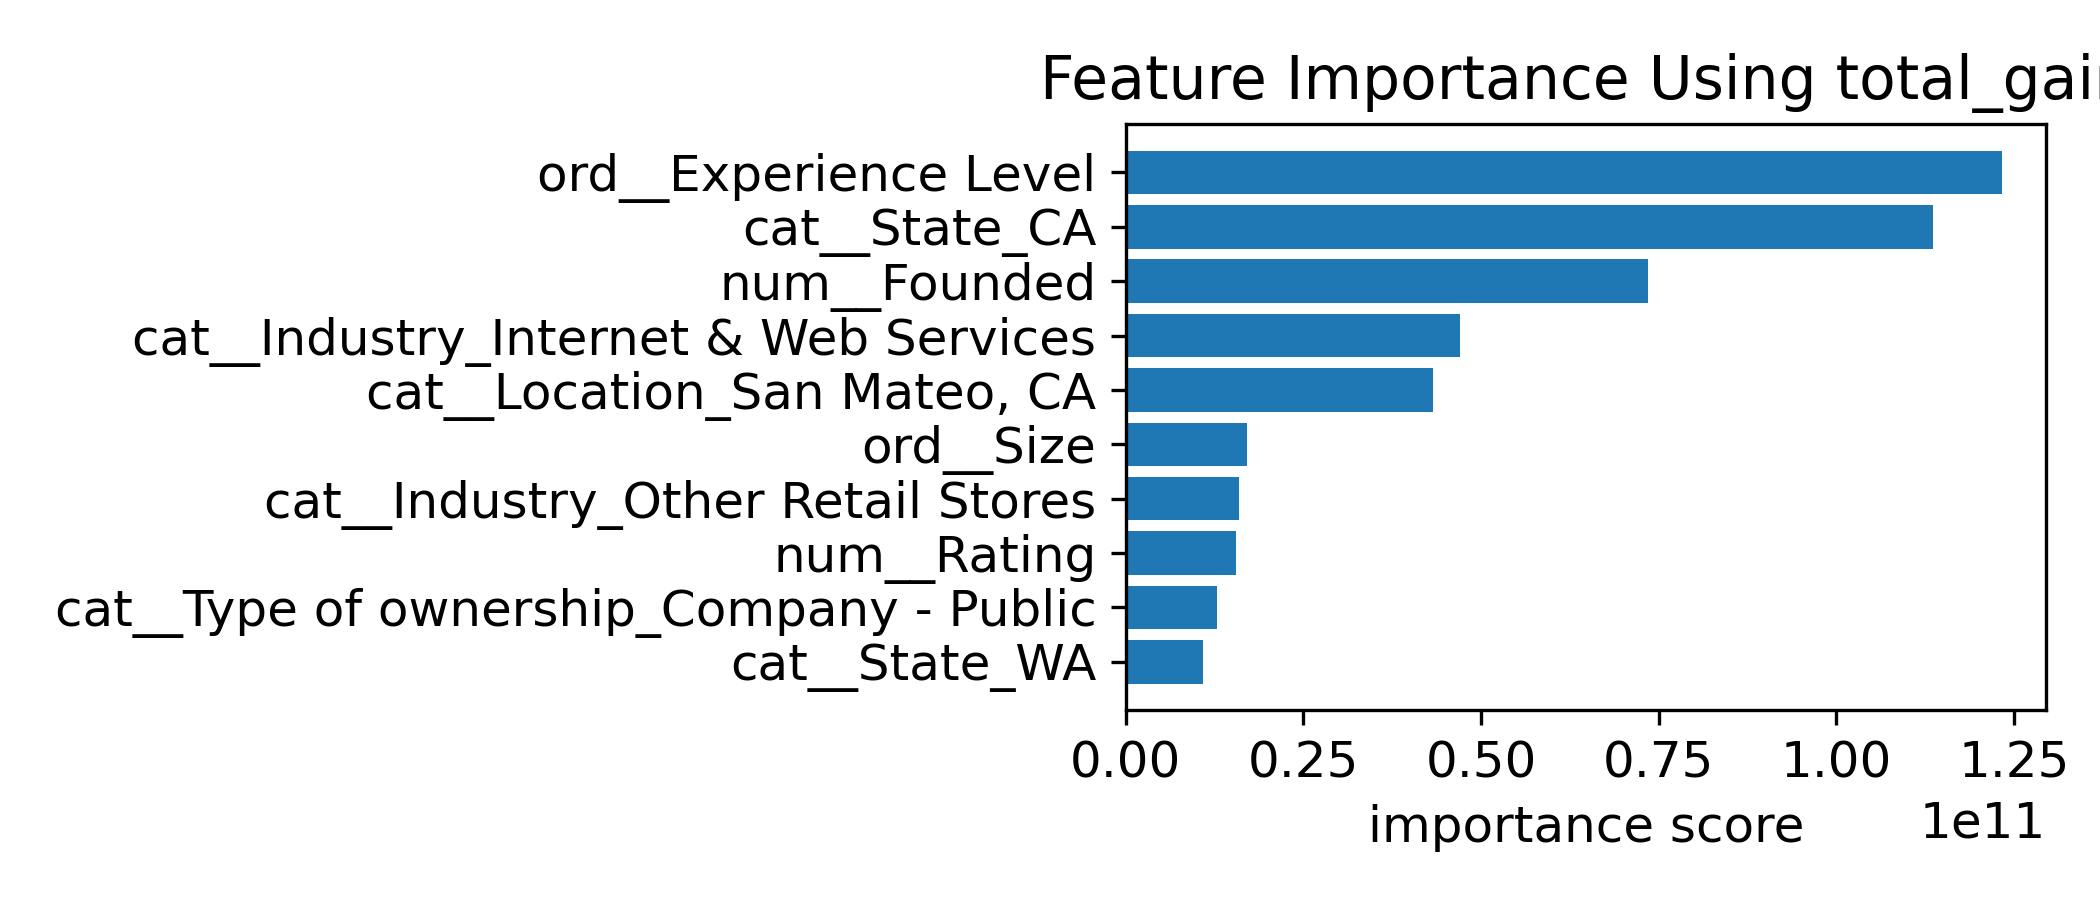 Feature Importance Using total_gai
ord__Experience Level
cat__State_CA
num__Founded
cat__Industry_Internet & Web Services
cat__Location_San Mateo, CA
ord__Size
cat__Industry_Other Retail Stores
num__Rating
cat__Type of ownership_Company - Public
cat__State_WA
0.00 0.25 0.50 0.75 1.00 1.25
importance score 1e11